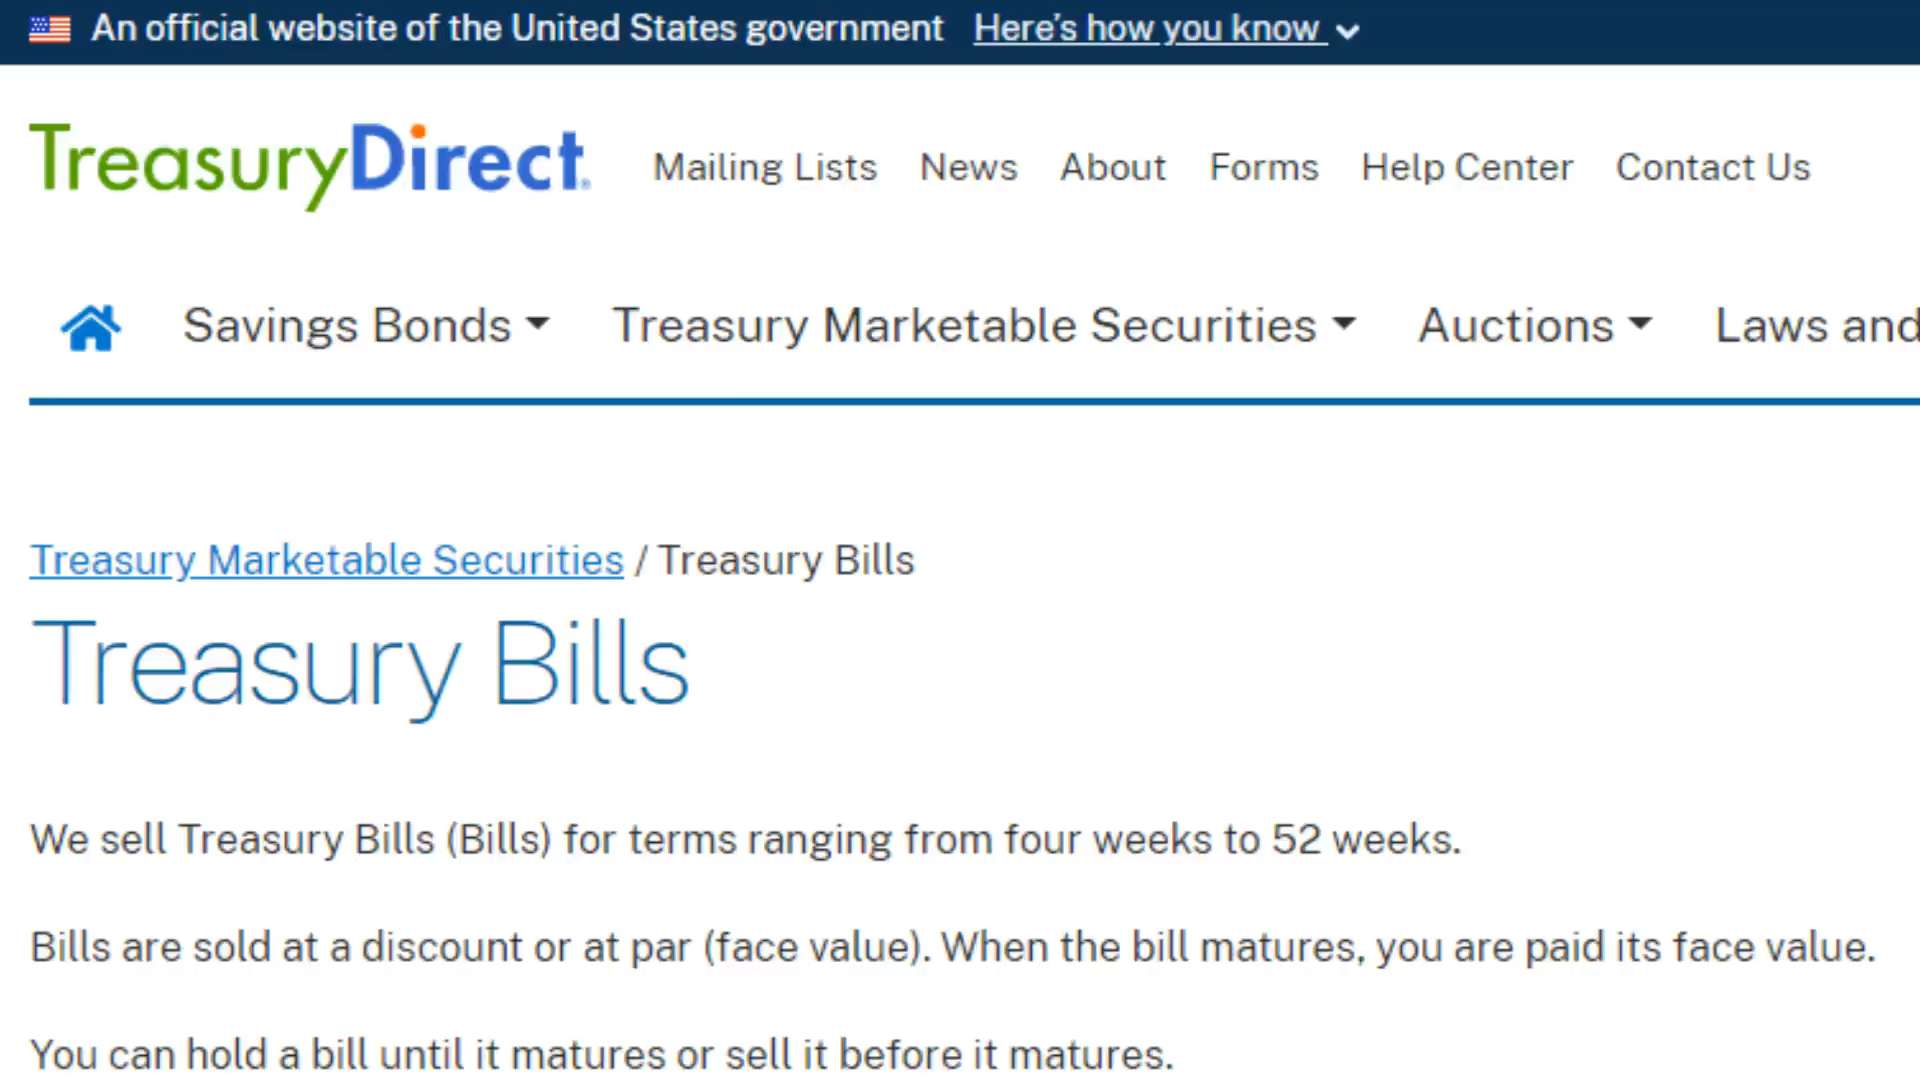 An official website of the United States government Here's how you know
TreasuryDirect Mailing Lists News About Forms Help Center Contact Us
Savings Bonds Treasury Marketable Securities Auctions Laws and
Treasury Marketable Securities / Treasury Bills
Treasury Bills
We sell Treasury Bills (Bills) for terms ranging from four weeks to 52 weeks.
Bills are sold at a discount or at par (face value). When the bill matures, you are paid its face value.
You can hold a bill until it matures or sell it before it matures.